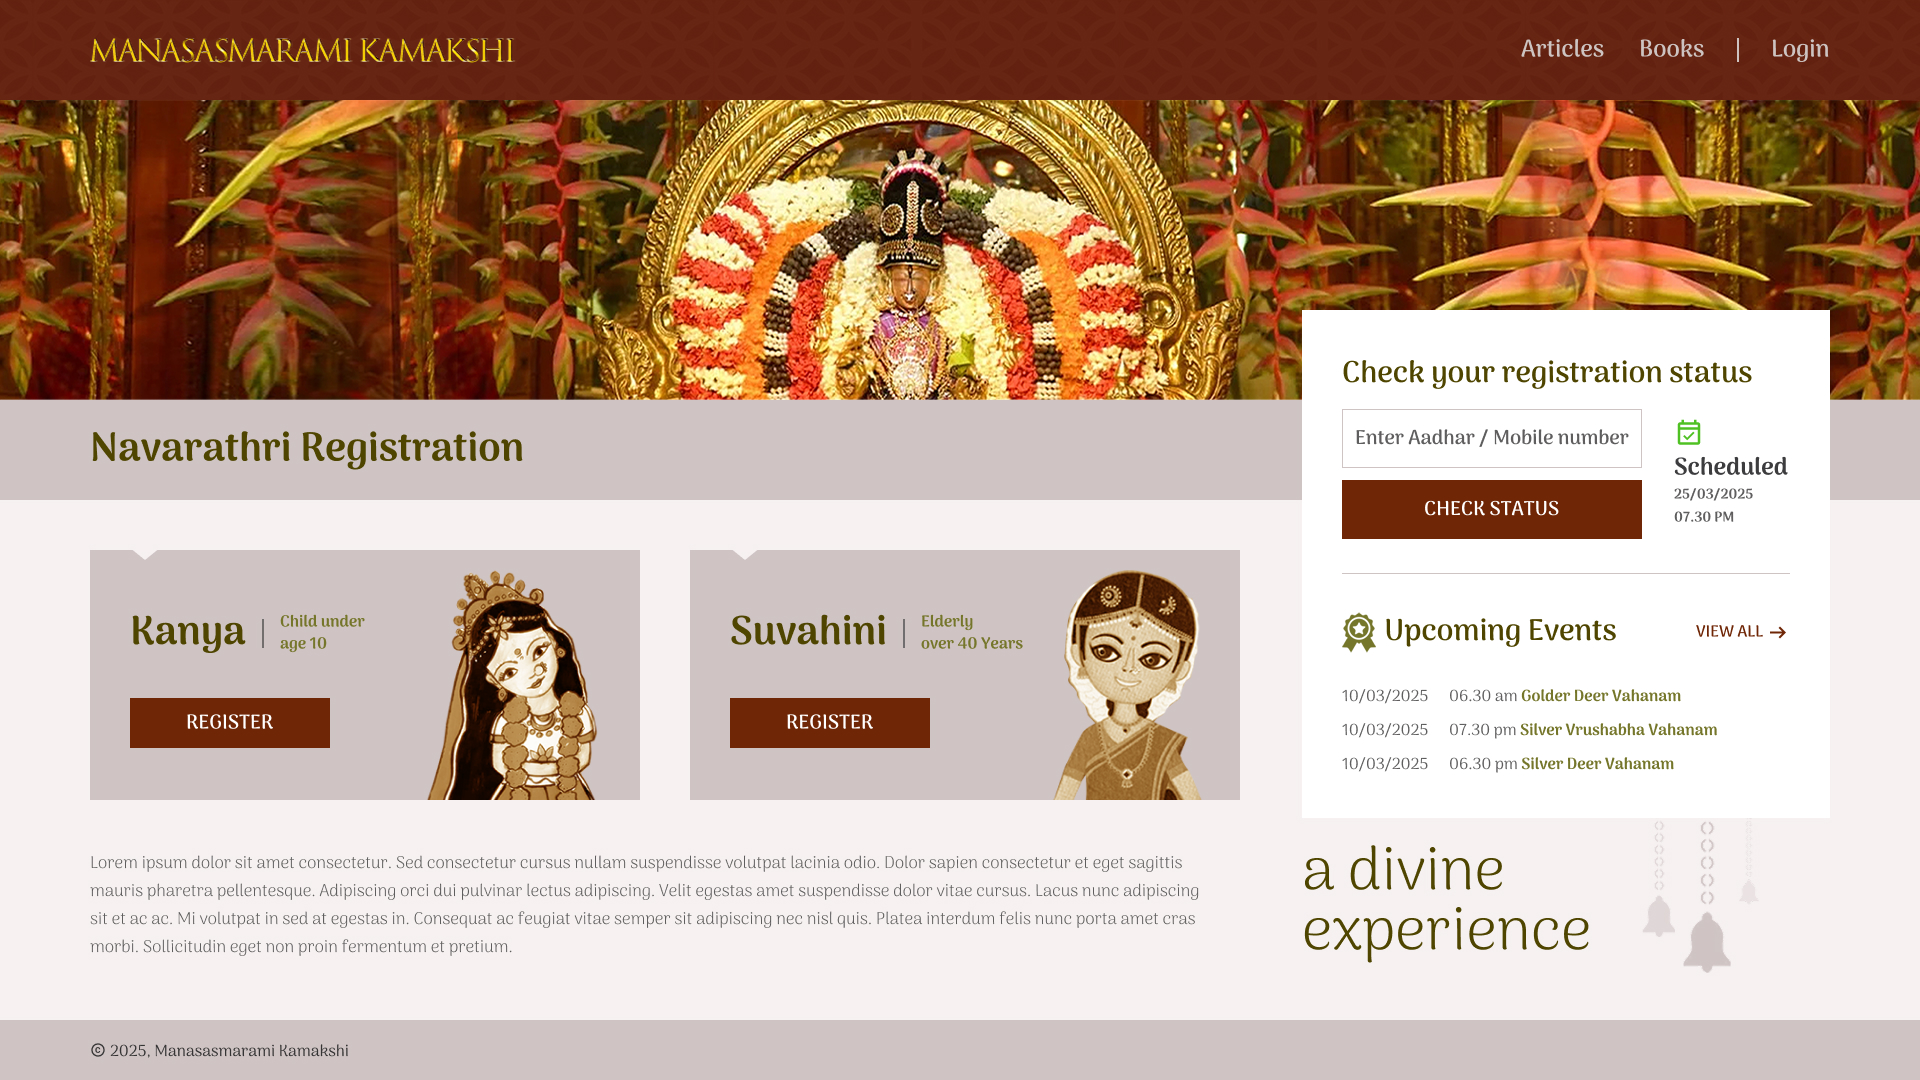 MANASASMARAMI KAMAKSHI
Articles
Books
Login
Navarathri Registration
Check your registration status
Enter Aadhar / Mobile number
CHECK STATUS
Scheduled
25/03/2025
07.30 PM
Kanya
Child under
age 10
REGISTER
Suvahini
Elderly
over 40 Years
REGISTER
Upcoming Events
VIEW ALL
10/03/2025 06.30 am Golder Deer Vahanam
10/03/2025 07.30 pm Silver Vrushabha Vahanam
10/03/2025 06.30 pm Silver Deer Vahanam
Lorem ipsum dolor sit amet consectetur. Sed consectetur cursus nullam suspendisse volutpat lacinia odio. Dolor sapien consectetur et eget sagittis
mauris pharetra pellentesque. Adipiscing orci dui pulvinar lectus adipiscing. Velit egestas amet suspendisse dolor vitae cursus. Lacus nunc adipiscing
sit et ac ac. Mi volutpat in sed at egestas in. Consequat ac feugiat vitae semper sit adipiscing nec nisl quis. Platea interdum felis nunc porta amet cras
morbi. Sollicitudin eget non proin fermentum et pretium.
a divine
experience
© 2025, Manasasmarami Kamakshi